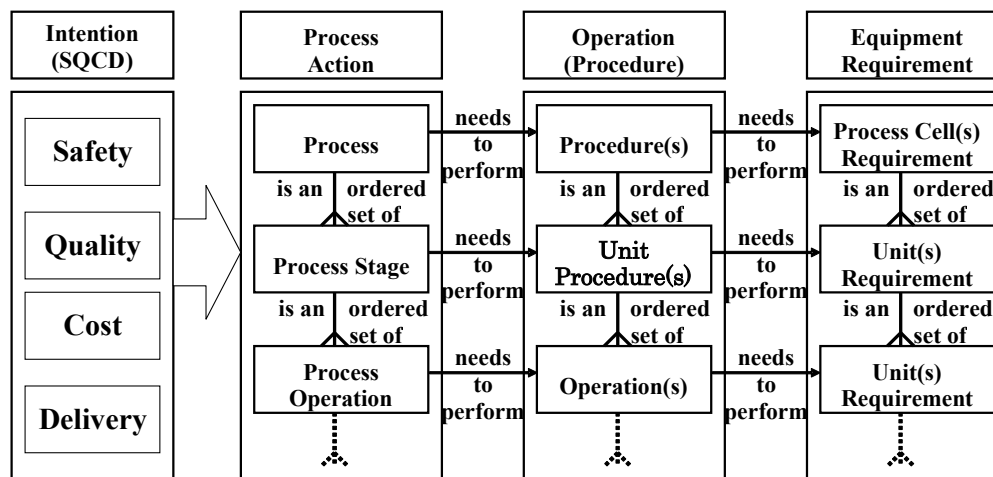 Intention
(SQCD)
Process
Action
Operation
(Procedure)
Equipment
Requirement
Safety
Quality
Cost
Delivery
Process
needs
to
perform
Procedure(s)
needs
to
perform
Process Cell(s)
Requirement
is an ordered
set of
is an ordered
set of
is an ordered
set of
Process Stage
needs
to
perform
Unit
Procedure(s)
needs
to
perform
Unit(s)
Requirement
is an ordered
set of
is an ordered
set of
is an ordered
set of
Process
Operation
needs
to
perform
Operation(s)
needs
to
perform
Unit(s)
Requirement